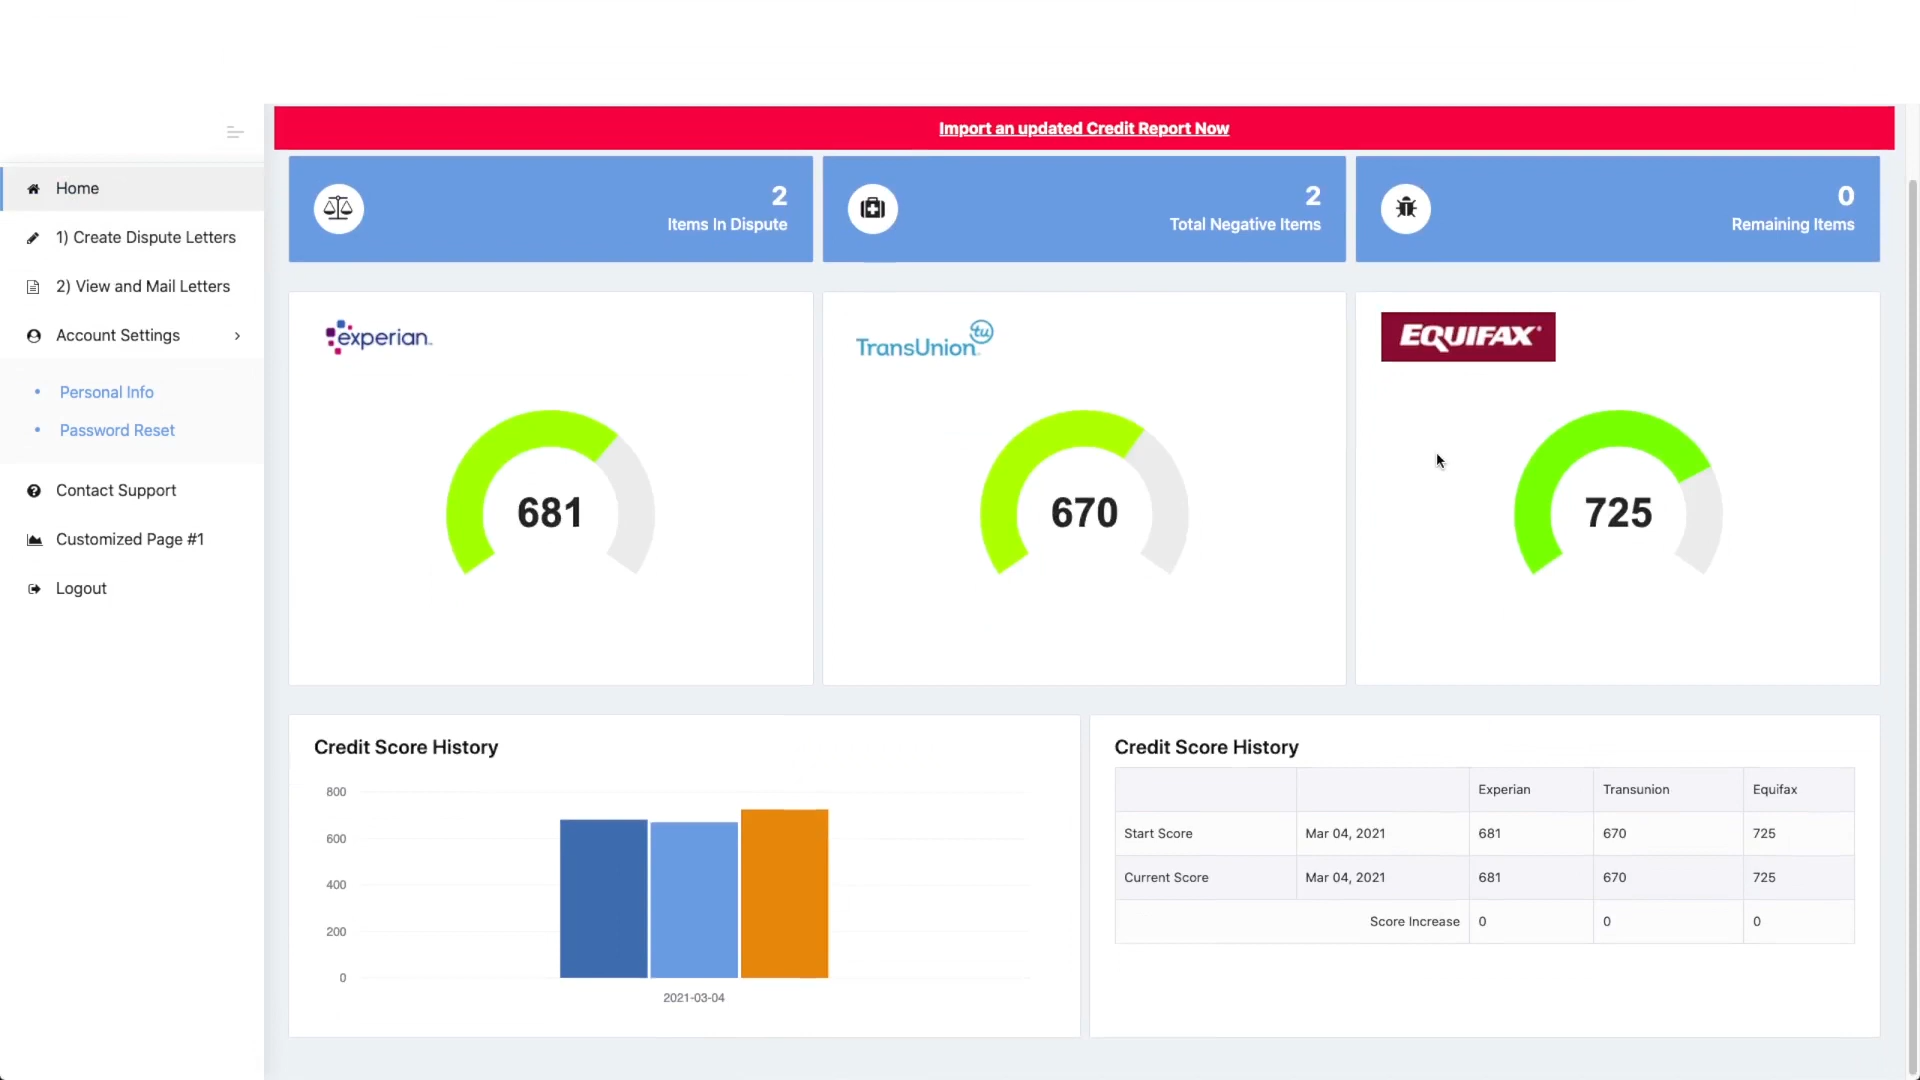 Import an updated Credit Report Now
Home
1) Create Dispute Letters
2) View and Mail Letters
Account Settings
Personal Info
Password Reset
Contact Support
Customized Page #1
Logout
2
Items In Dispute
2
Total Negative Items
0
Remaining Items
experian.
TransUnion tu
EQUIFAX
681
670
725
Credit Score History
800
600
400
200
0
2021-03-04
Credit Score History
Experian Transunion Equifax
Start Score Mar 04, 2021 681 670 725
Current Score Mar 04, 2021 681 670 725
Score Increase 0 0 0